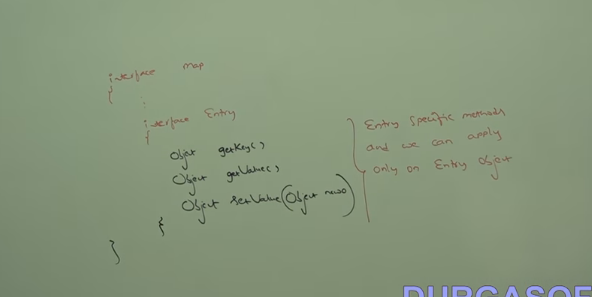 interface Map
{
:
interface Entry
{
Object getKey()
Object getValue()
Object setValue(Object newo)
}
}
Entry specific methods
and we can apply
only on Entry Object
DURGASOF